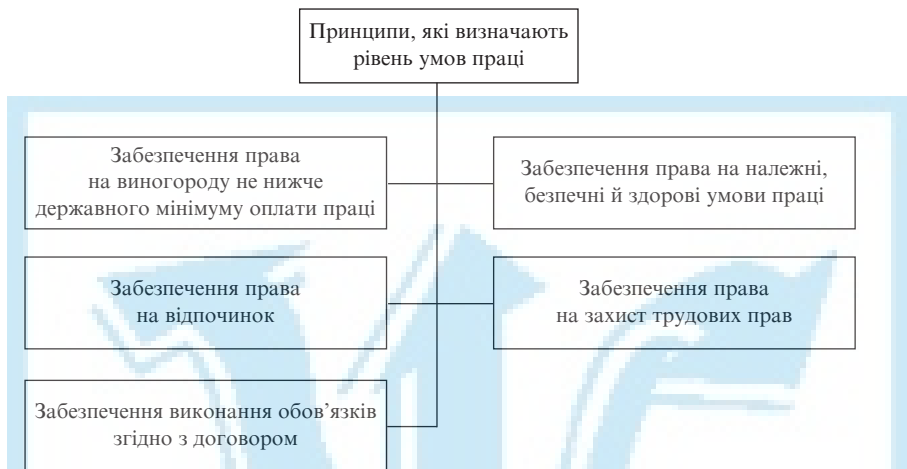 Принципи, які визначають
рівень умов праці
Забезпечення права
на виногороду не нижче
державного мінімуму оплати праці
Забезпечення права на належні,
безпечні й здорові умови праці
Забезпечення права
на відпочинок
Забезпечення права
на захист трудових прав
Забезпечення виконання обов’язків
згідно з договором